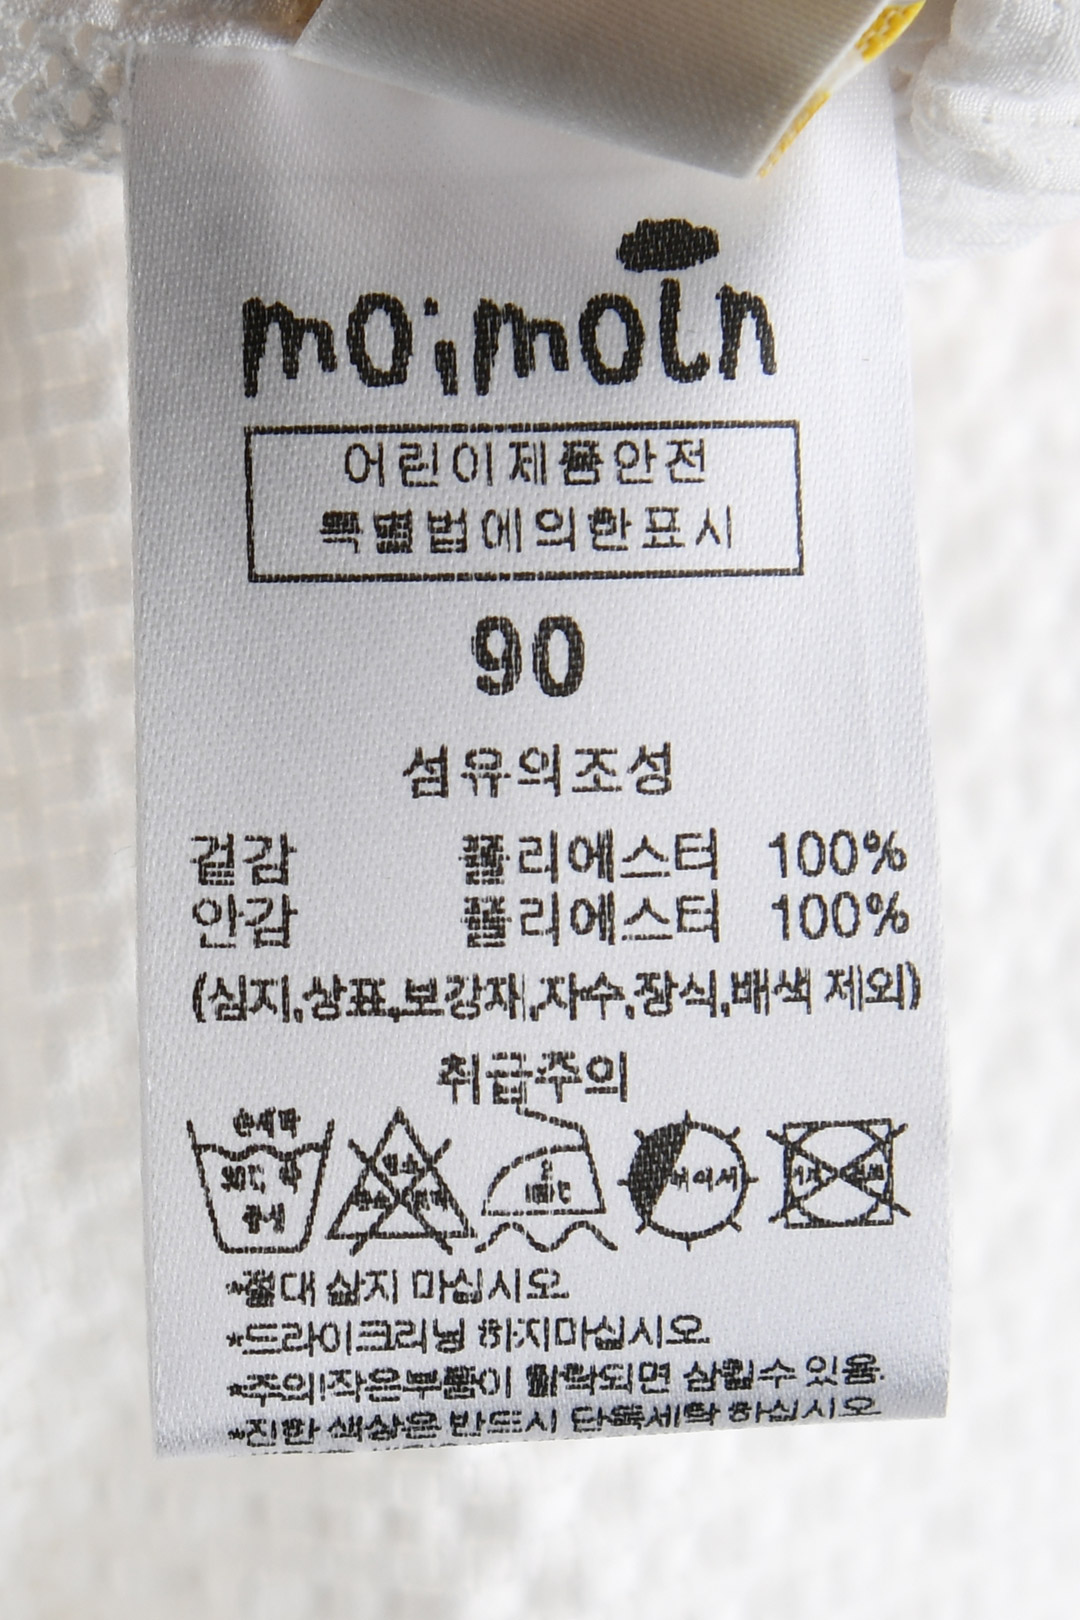 moimoln
어린이제품안전
특별법에의한표시
90
섬유의조성
겉감 폴리에스터 100%
안감 폴리에스터 100%
(심지,상표,보강재,자수,장식,배색 제외)
취급주의
손세탁
30℃
중성
*절대 삶지 마십시오.
*드라이크리닝 하지마십시오.
*주의!작은부품이 탈락되면 삼킬수 있음.
*진한 색상은 반드시 단독세탁 하십시오